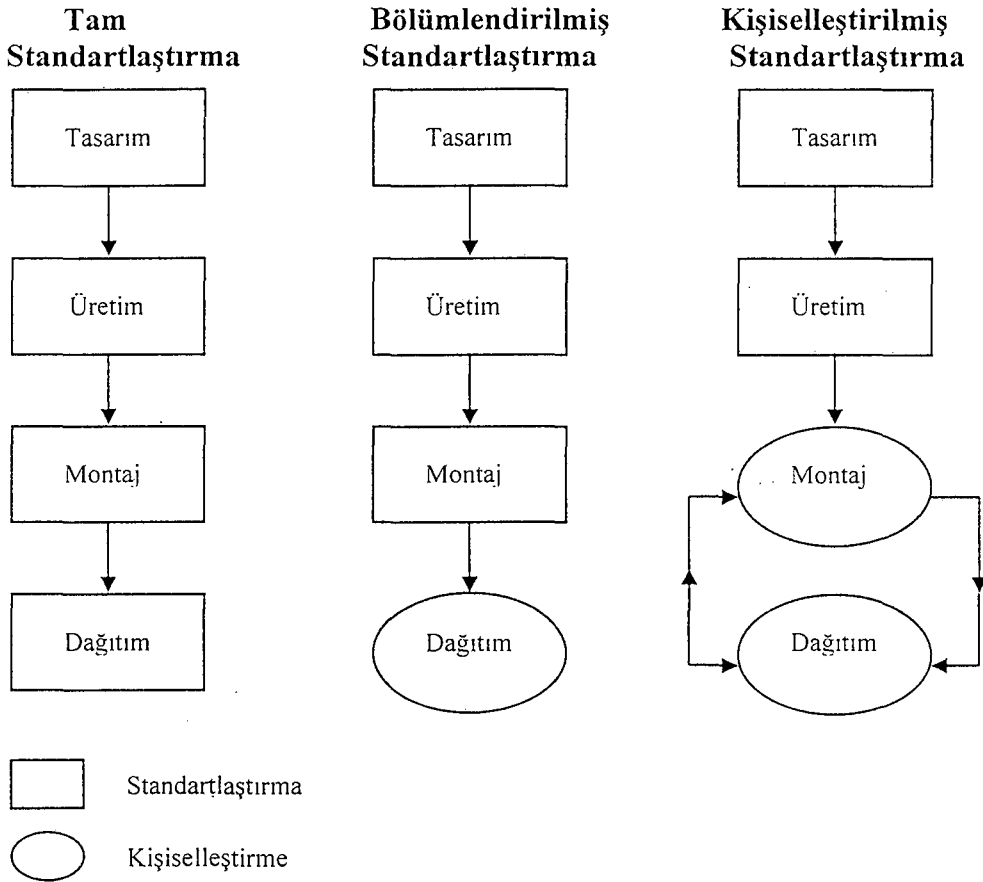 Tam
Standartlaştırma
Tasarım
Üretim
Montaj
Dağıtım
Bölümlendirilmiş
Standartlaştırma
Tasarım
Üretim
Montaj
Dağıtım
Kişiselleştirilmiş
Standartlaştırma
Tasarım
Üretim
Montaj
Dağıtım
Standartlaştırma
Kişiselleştirme